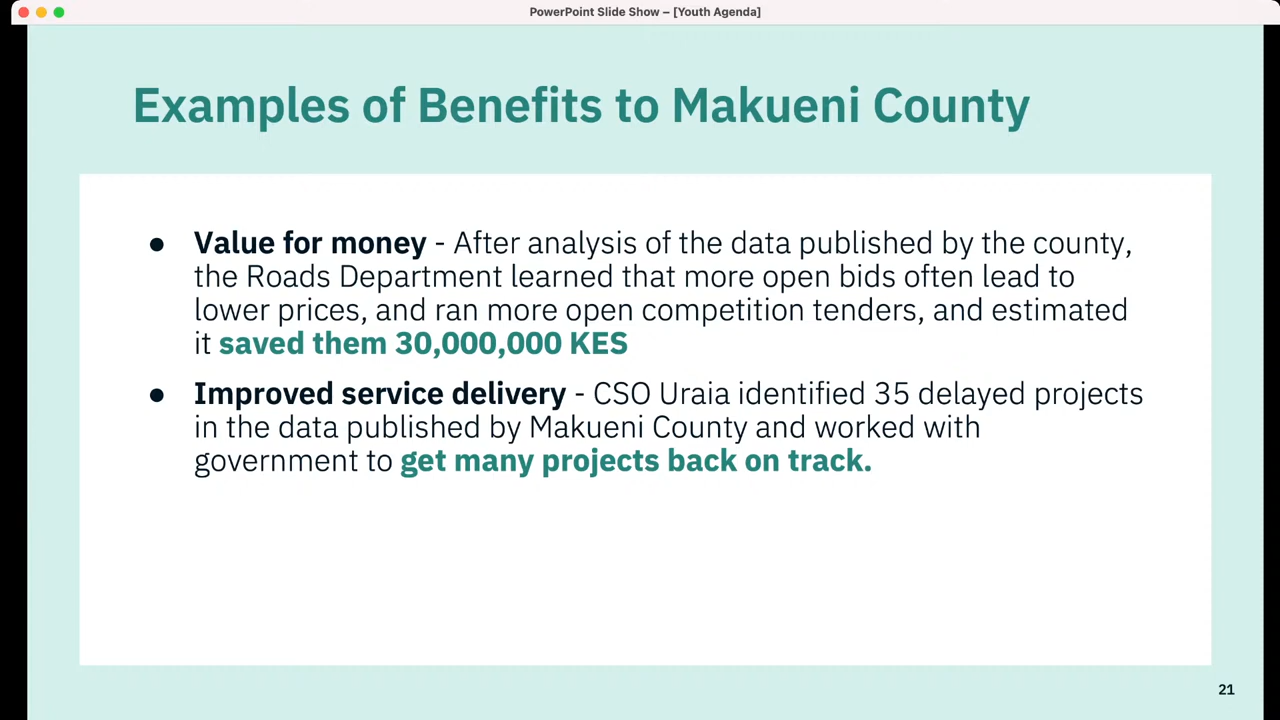 PowerPoint Slide Show – [Youth Agenda]
Examples of Benefits to Makueni County
● Value for money - After analysis of the data published by the county,
the Roads Department learned that more open bids often lead to
lower prices, and ran more open competition tenders, and estimated
it saved them 30,000,000 KES
● Improved service delivery - CSO Uraia identified 35 delayed projects
in the data published by Makueni County and worked with
government to get many projects back on track.
21